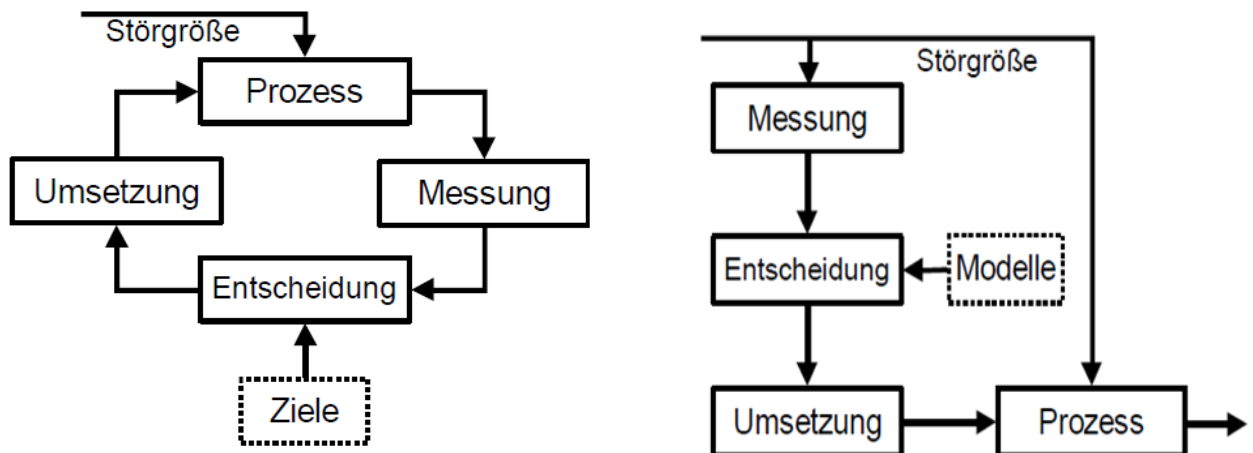 Störgröße
Prozess
Umsetzung
Messung
Entscheidung
Ziele
Störgröße
Messung
Entscheidung
Modelle
Umsetzung
Prozess